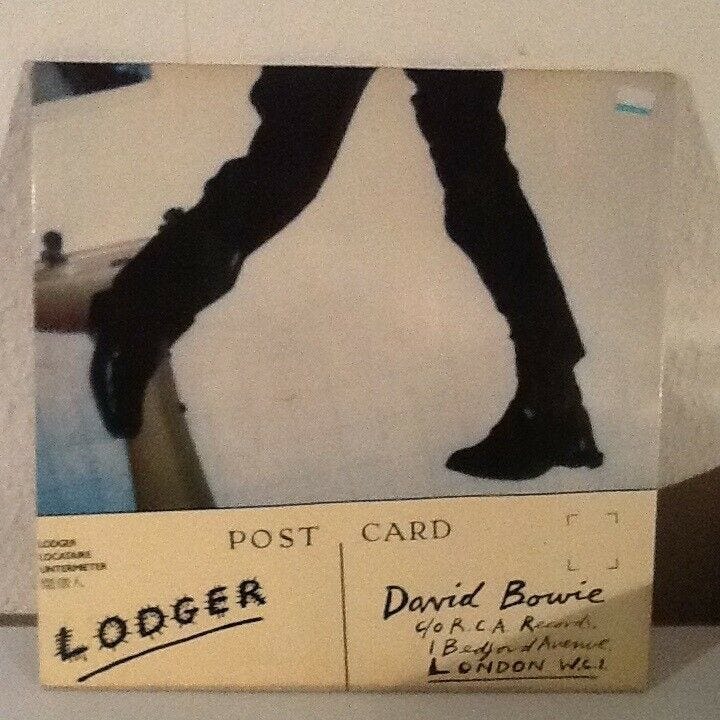 POST CARD
LODGER
LOCATAIRE
UNTERMIETER
LODGER
David Bowie
c/o R.C.A. Records,
1 Bedford Avenue,
LONDON W.C.1.